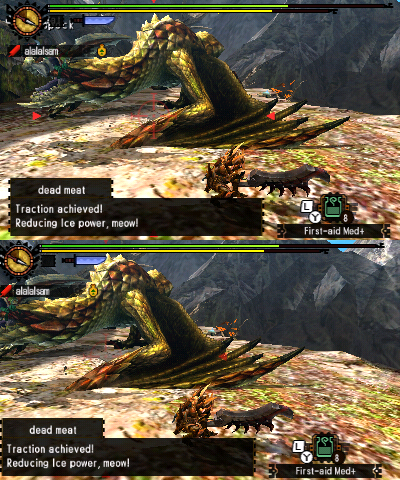 alalalsam
dead meat
Traction achieved!
Reducing Ice power, meow!
L
Y
8
First-aid Med+
alalalsam
dead meat
Traction achieved!
Reducing Ice power, meow!
L
Y
8
First-aid Med+